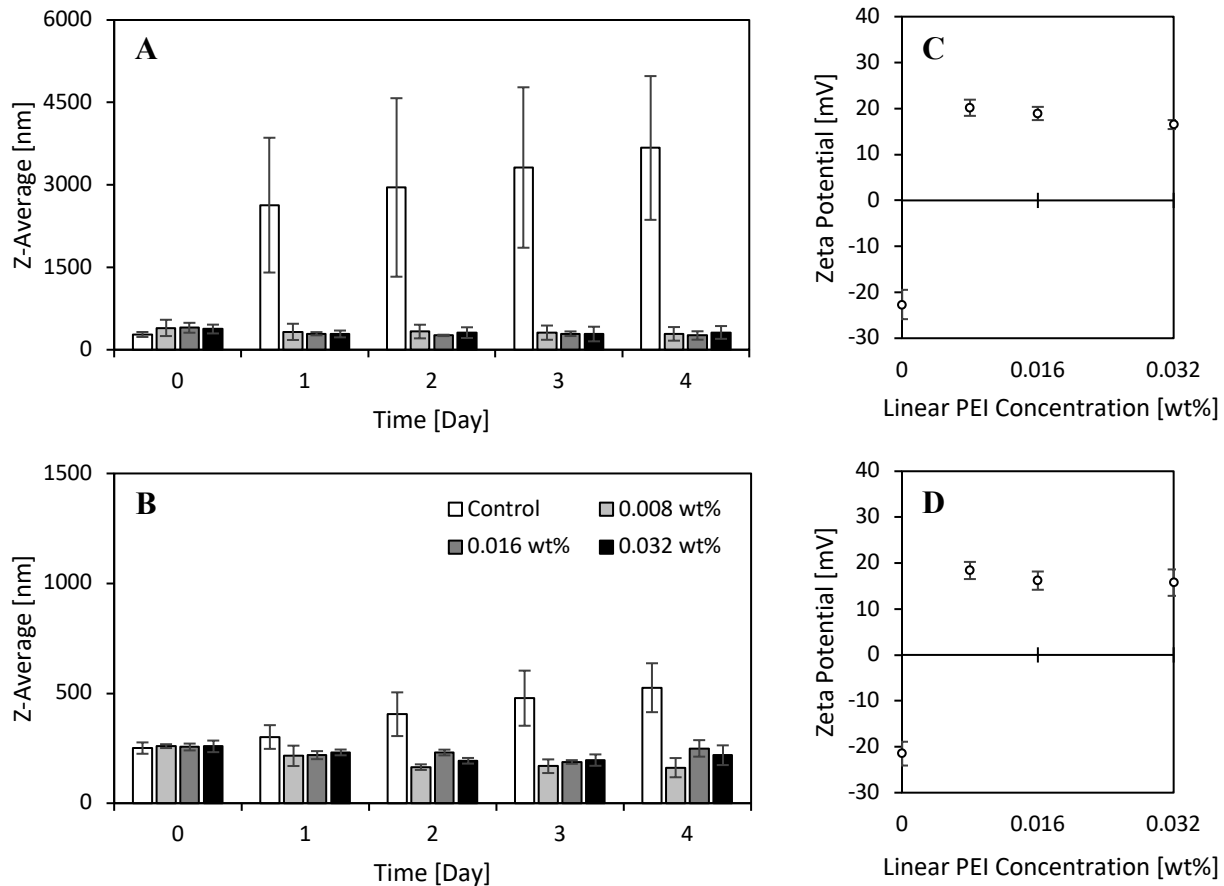 A
Z-Average [nm]
6000
4500
3000
1500
0
0 1 2 3 4
Time [Day]
C
Zeta Potential [mV]
40
30
20
10
0
-10
-20
-30
0 0.016 0.032
Linear PEI Concentration [wt%]
B
Z-Average [nm]
1500
1000
500
0
Control 0.008 wt%
0.016 wt% 0.032 wt%
0 1 2 3 4
Time [Day]
D
Zeta Potential [mV]
40
30
20
10
0
-10
-20
-30
0 0.016 0.032
Linear PEI Concentration [wt%]